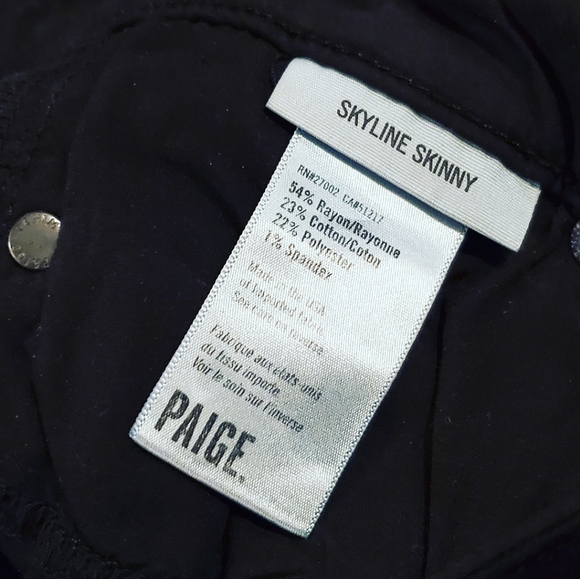 SKYLINE SKINNY
RN#27002 CA#51217
54% Rayon/Rayonne
23% Cotton/Coton
22% Polyester
1% Spandex
Made in the USA
of imported fabric
See care on reverse
Fabrique aux états-unis
du tissu importe
Voir le soin sur l'inverse
PAIGE.